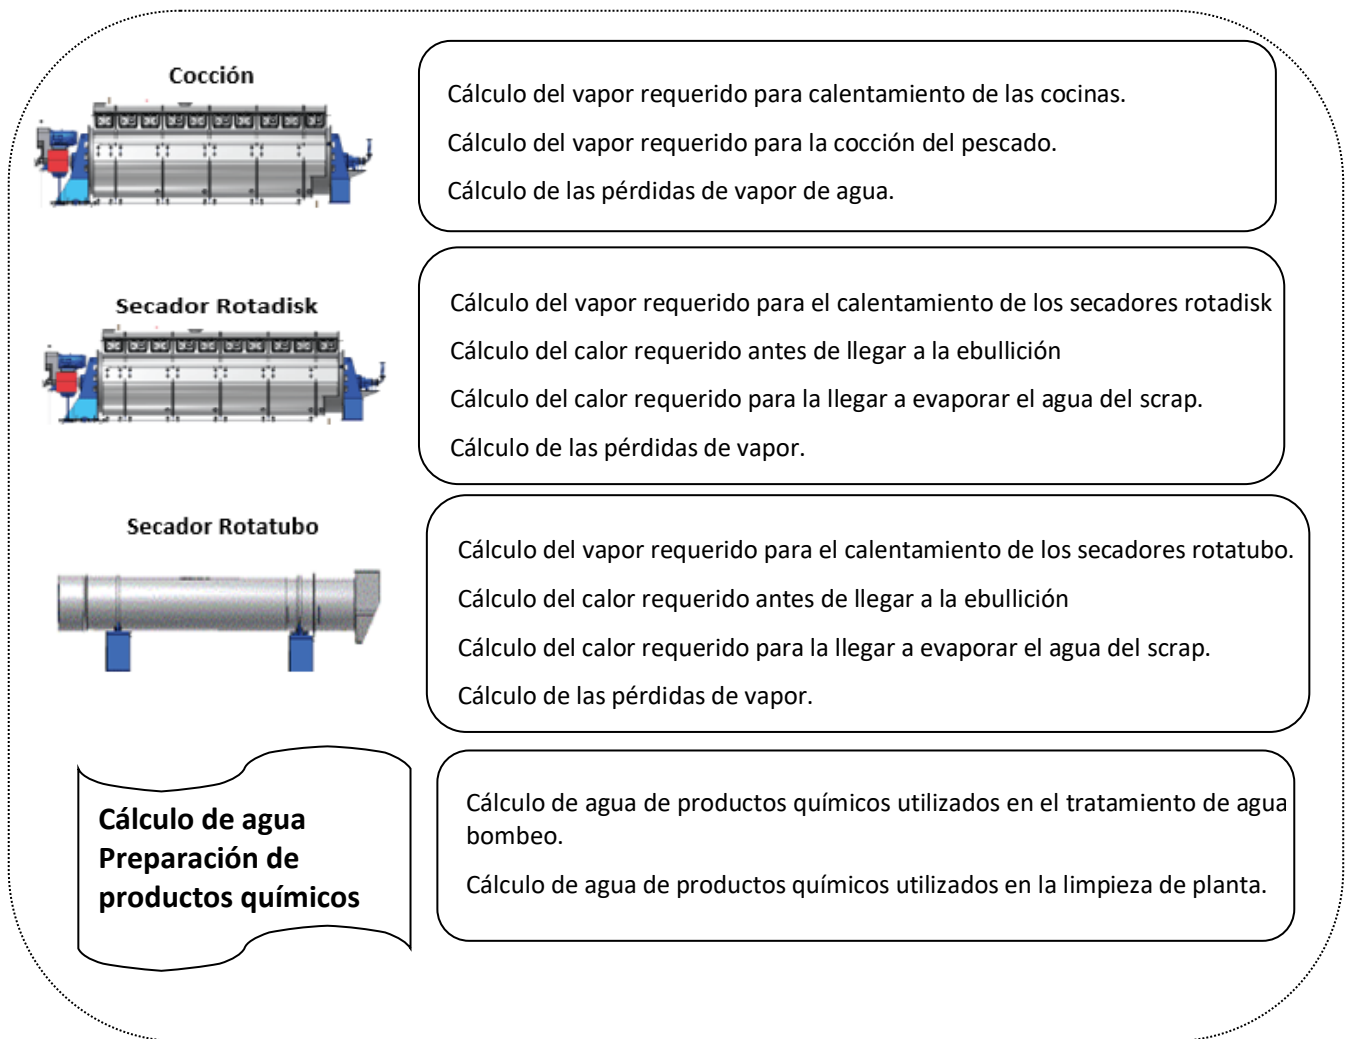 Cocción
Cálculo del vapor requerido para calentamiento de las cocinas.
Cálculo del vapor requerido para la cocción del pescado.
Cálculo de las pérdidas de vapor de agua.
Secador Rotadisk
Cálculo del vapor requerido para el calentamiento de los secadores rotadisk
Cálculo del calor requerido antes de llegar a la ebullición
Cálculo del calor requerido para la llegar a evaporar el agua del scrap.
Cálculo de las pérdidas de vapor.
Secador Rotatubo
Cálculo del vapor requerido para el calentamiento de los secadores rotatubo.
Cálculo del calor requerido antes de llegar a la ebullición
Cálculo del calor requerido para la llegar a evaporar el agua del scrap.
Cálculo de las pérdidas de vapor.
Cálculo de agua
Preparación de
productos químicos
Cálculo de agua de productos químicos utilizados en el tratamiento de agua
bombeo.
Cálculo de agua de productos químicos utilizados en la limpieza de planta.